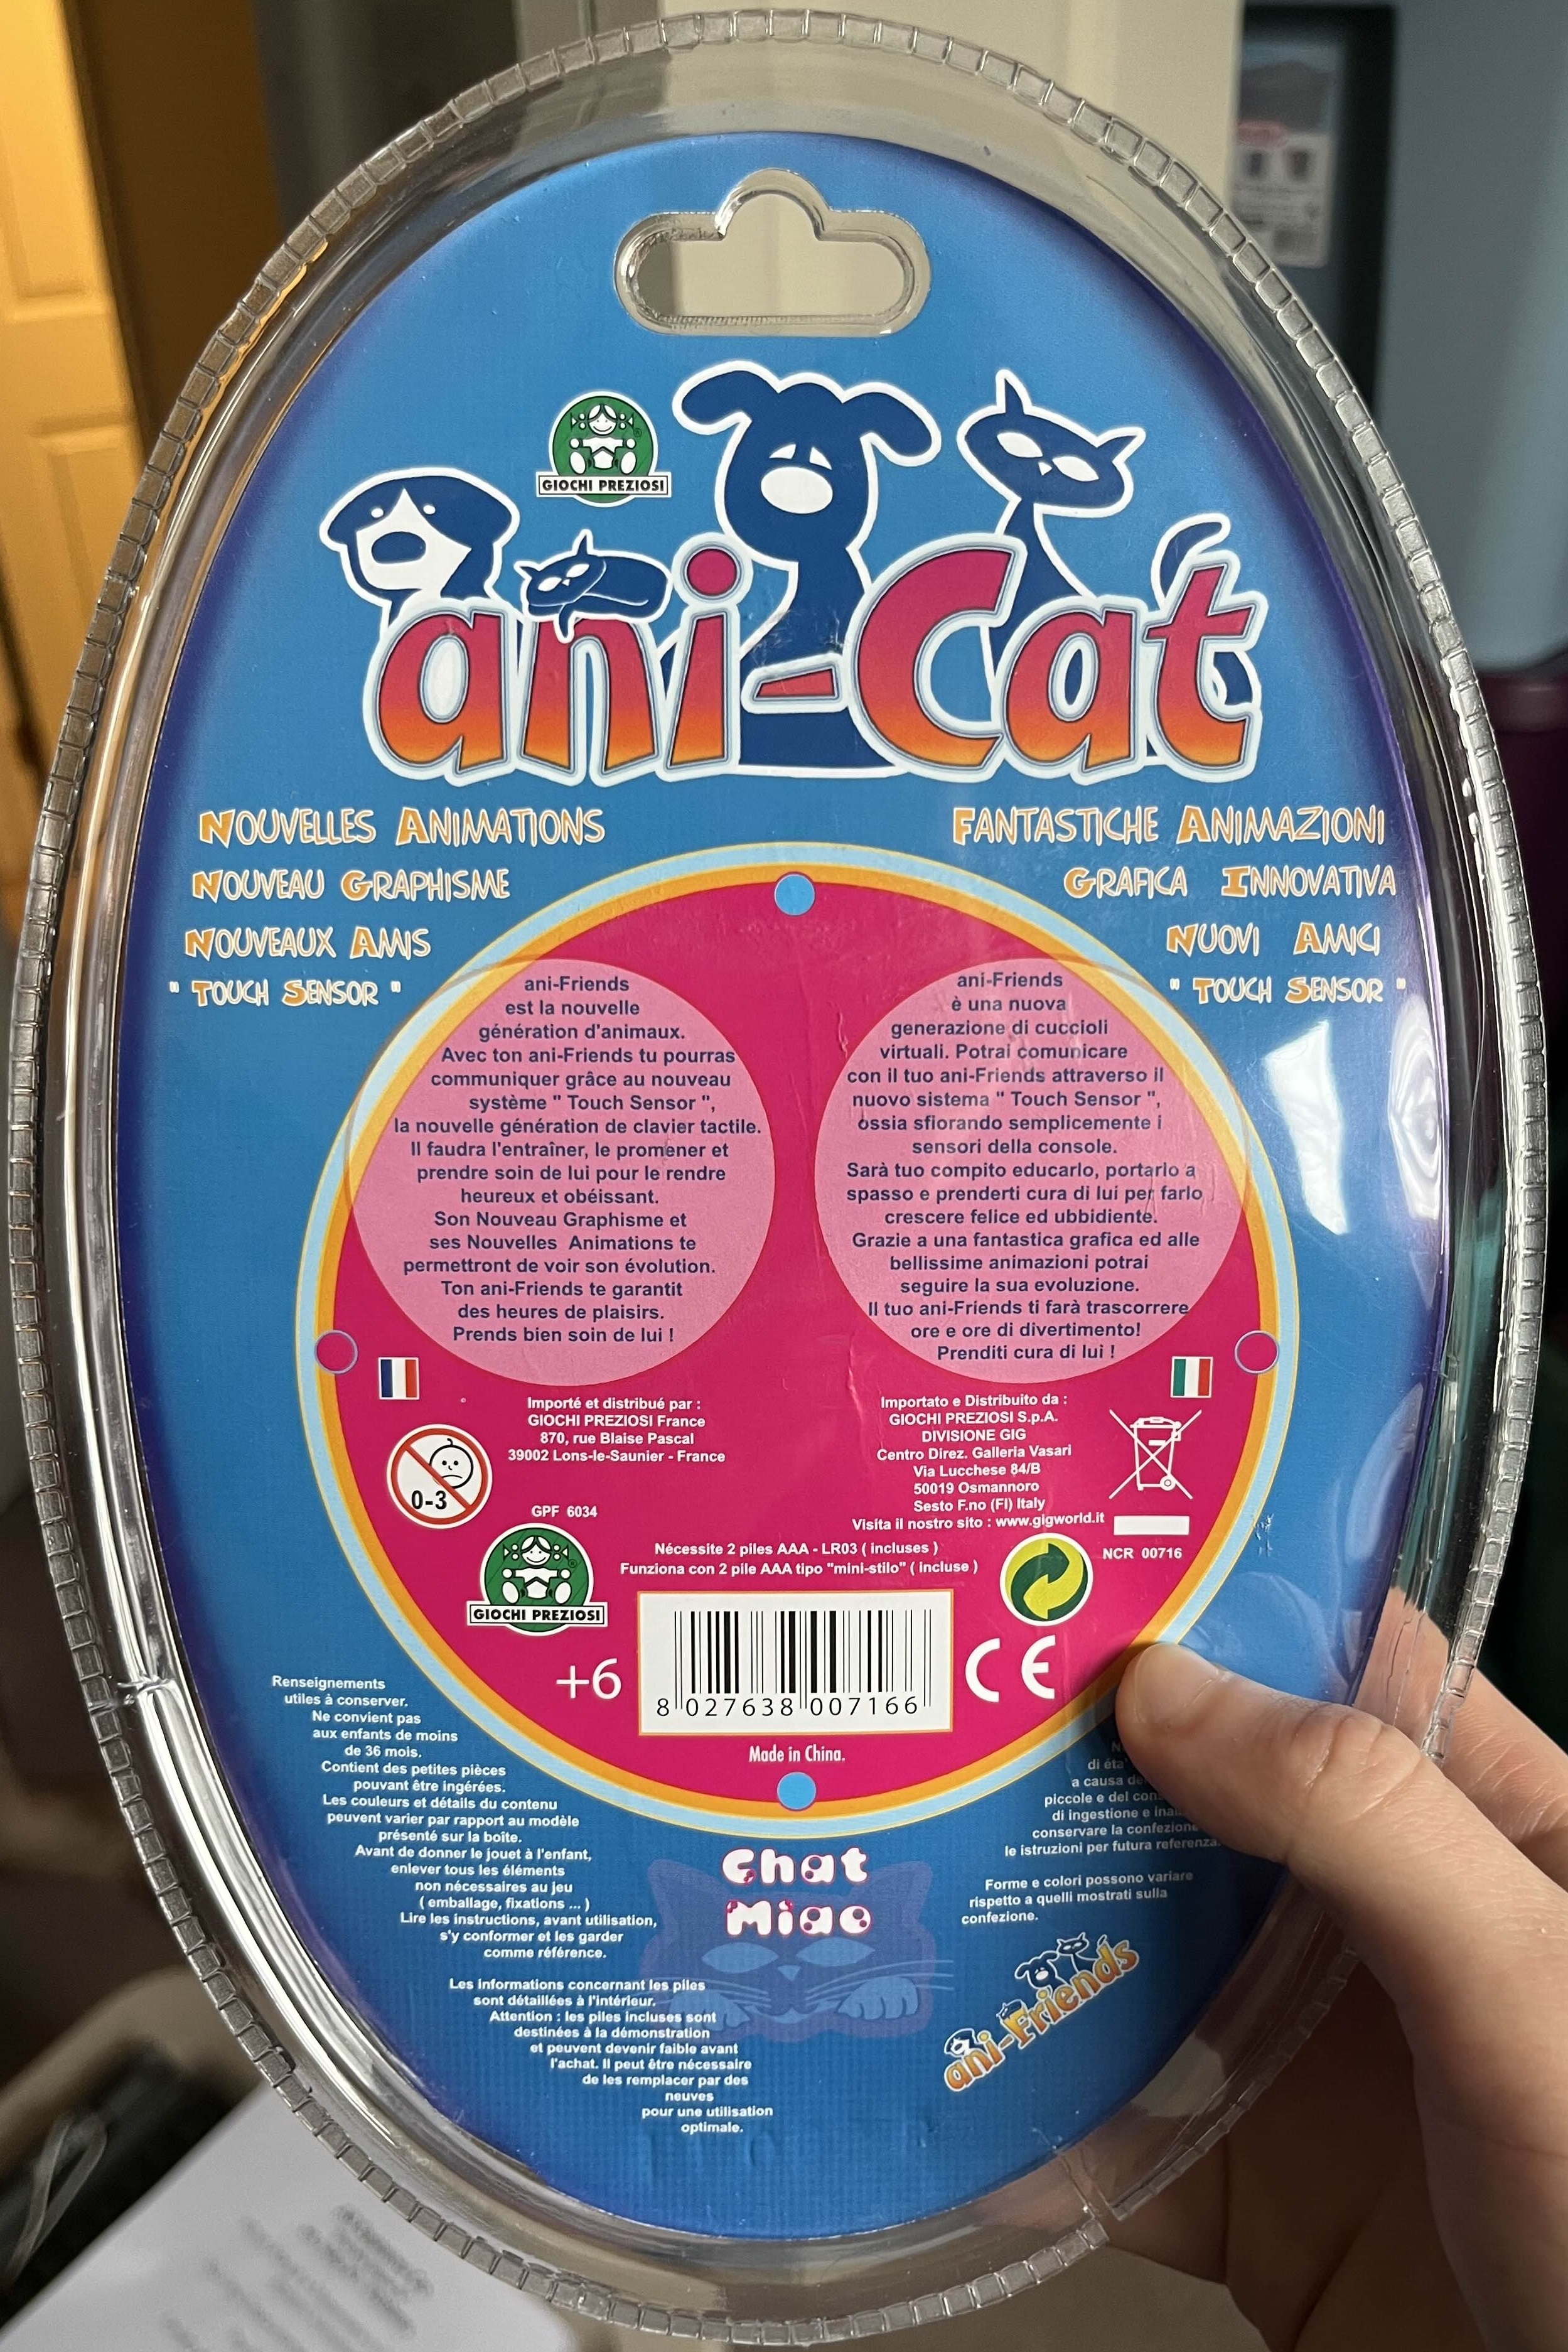 GIOCHI PREZIOSI
ani-Cat
NOUVELLES ANIMATIONS
NOUVEAU GRAPHISME
NOUVEAUX AMIS
" TOUCH SENSOR "
FANTASTICHE ANIMAZIONI
GRAFICA INNOVATIVA
NUOVI AMICI
" TOUCH SENSOR "
ani-Friends
est la nouvelle
génération d'animaux.
Avec ton ani-Friends tu pourras
communiquer grâce au nouveau
système " Touch Sensor ",
la nouvelle génération de clavier tactile.
Il faudra l'entraîner, le promener et
prendre soin de lui pour le rendre
heureux et obéissant.
Son Nouveau Graphisme et
ses Nouvelles Animations te
permettront de voir son évolution.
Ton ani-Friends te garantit
des heures de plaisirs.
Prends bien soin de lui !
ani-Friends
è una nuova
generazione di cuccioli
virtuali. Potrai comunicare
con il tuo ani-Friends attraverso il
nuovo sistema " Touch Sensor ",
ossia sfiorando semplicemente i
sensori della console.
Sarà tuo compito educarlo, portarlo a
spasso e prenderti cura di lui per farlo
crescere felice ed ubbidiente.
Grazie a una fantastica grafica ed alle
bellissime animazioni potrai
seguire la sua evoluzione.
Il tuo ani-Friends ti farà trascorrere
ore e ore di divertimento!
Prenditi cura di lui !
Importé et distribué par :
GIOCHI PREZIOSI France
870, rue Blaise Pascal
39002 Lons-le-Saunier - France
0-3
GPF 6034
GIOCHI PREZIOSI
Importato e Distribuito da :
GIOCHI PREZIOSI S.p.A.
DIVISIONE GIG
Centro Direz. Galleria Vasari
Via Lucchese 84/B
50019 Osmannoro
Sesto F.no (FI) Italy
Visita il nostro sito : www.gigworld.it
NCR 00716
Nécessite 2 piles AAA - LR03 ( incluses )
Funziona con 2 pile AAA tipo "mini-stilo" ( incluse )
+6
8 027638 007166
CE
Made in China.
Renseignements
utiles à conserver.
Ne convient pas
aux enfants de moins
de 36 mois.
Contient des petites pièces
pouvant être ingérées.
Les couleurs et détails du contenu
peuvent varier par rapport au modèle
présenté sur la boîte.
Avant de donner le jouet à l'enfant,
enlever tous les éléments
non nécessaires au jeu
( emballage, fixations ... )
Lire les instructions, avant utilisation,
s'y conformer et les garder
comme référence.
Les informations concernant les piles
sont détaillées à l'intérieur.
Attention : les piles incluses sont
destinées à la démonstration
et peuvent devenir faible avant
l'achat. Il peut être nécessaire
de les remplacer par des
neuves
pour une utilisation
optimale.
Chat
Miao
di éta'
a causa
piccole e del
di ingestione e
conservare la confezione
le istruzioni per futura referenza.
Forme e colori possono variare
rispetto a quelli mostrati sulla
confezione.
ani-Friends